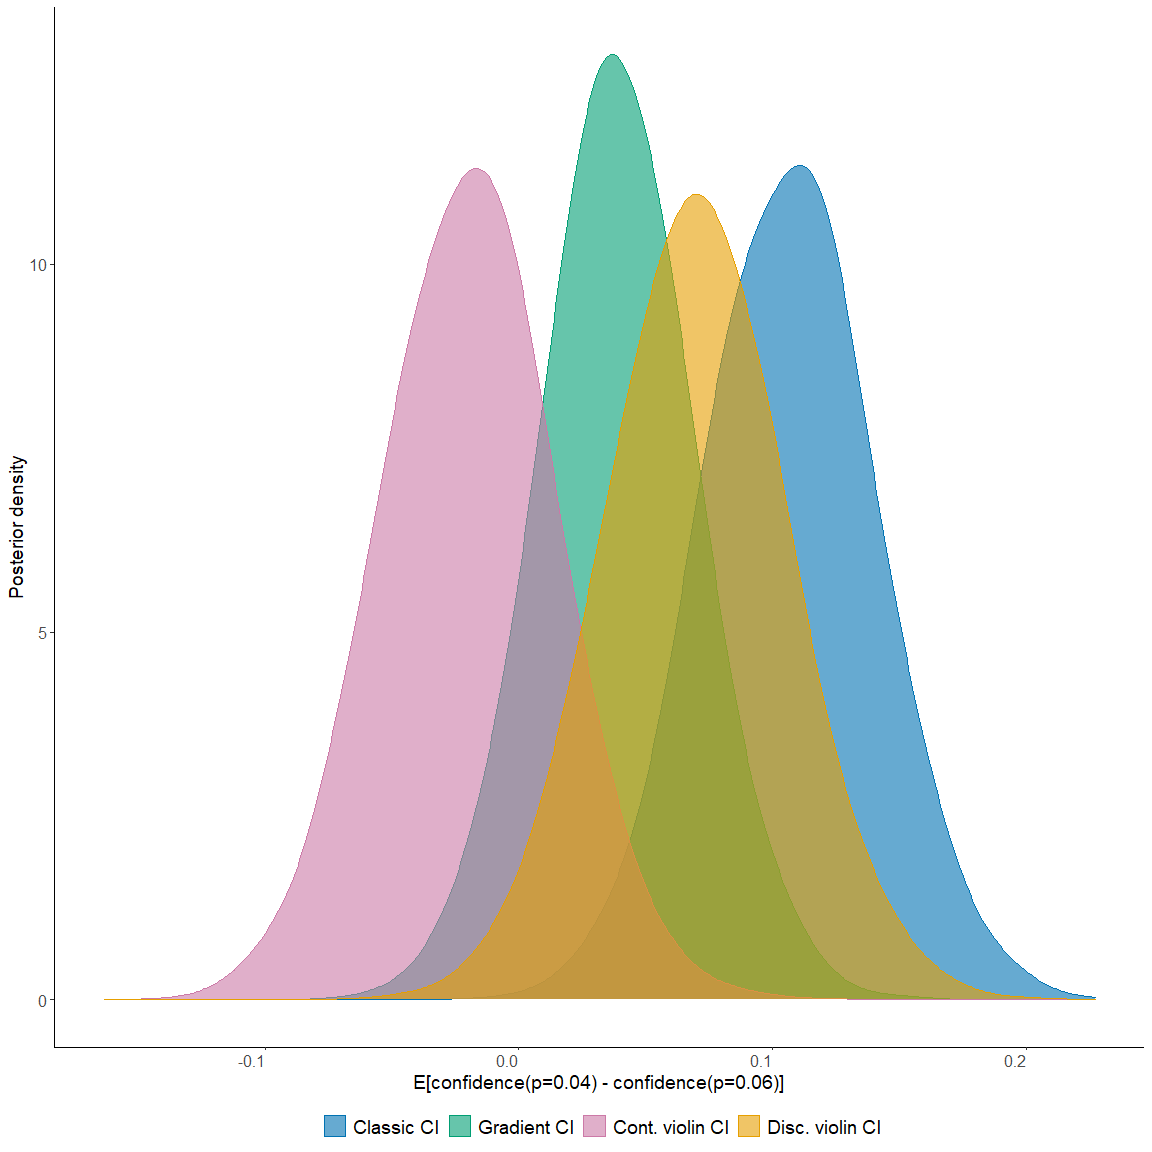 Posterior density
10
5
0
-0.1
0.0
0.1
0.2
E[confidence(p=0.04) - confidence(p=0.06)]
Classic CI Gradient CI Cont. violin CI Disc. violin CI